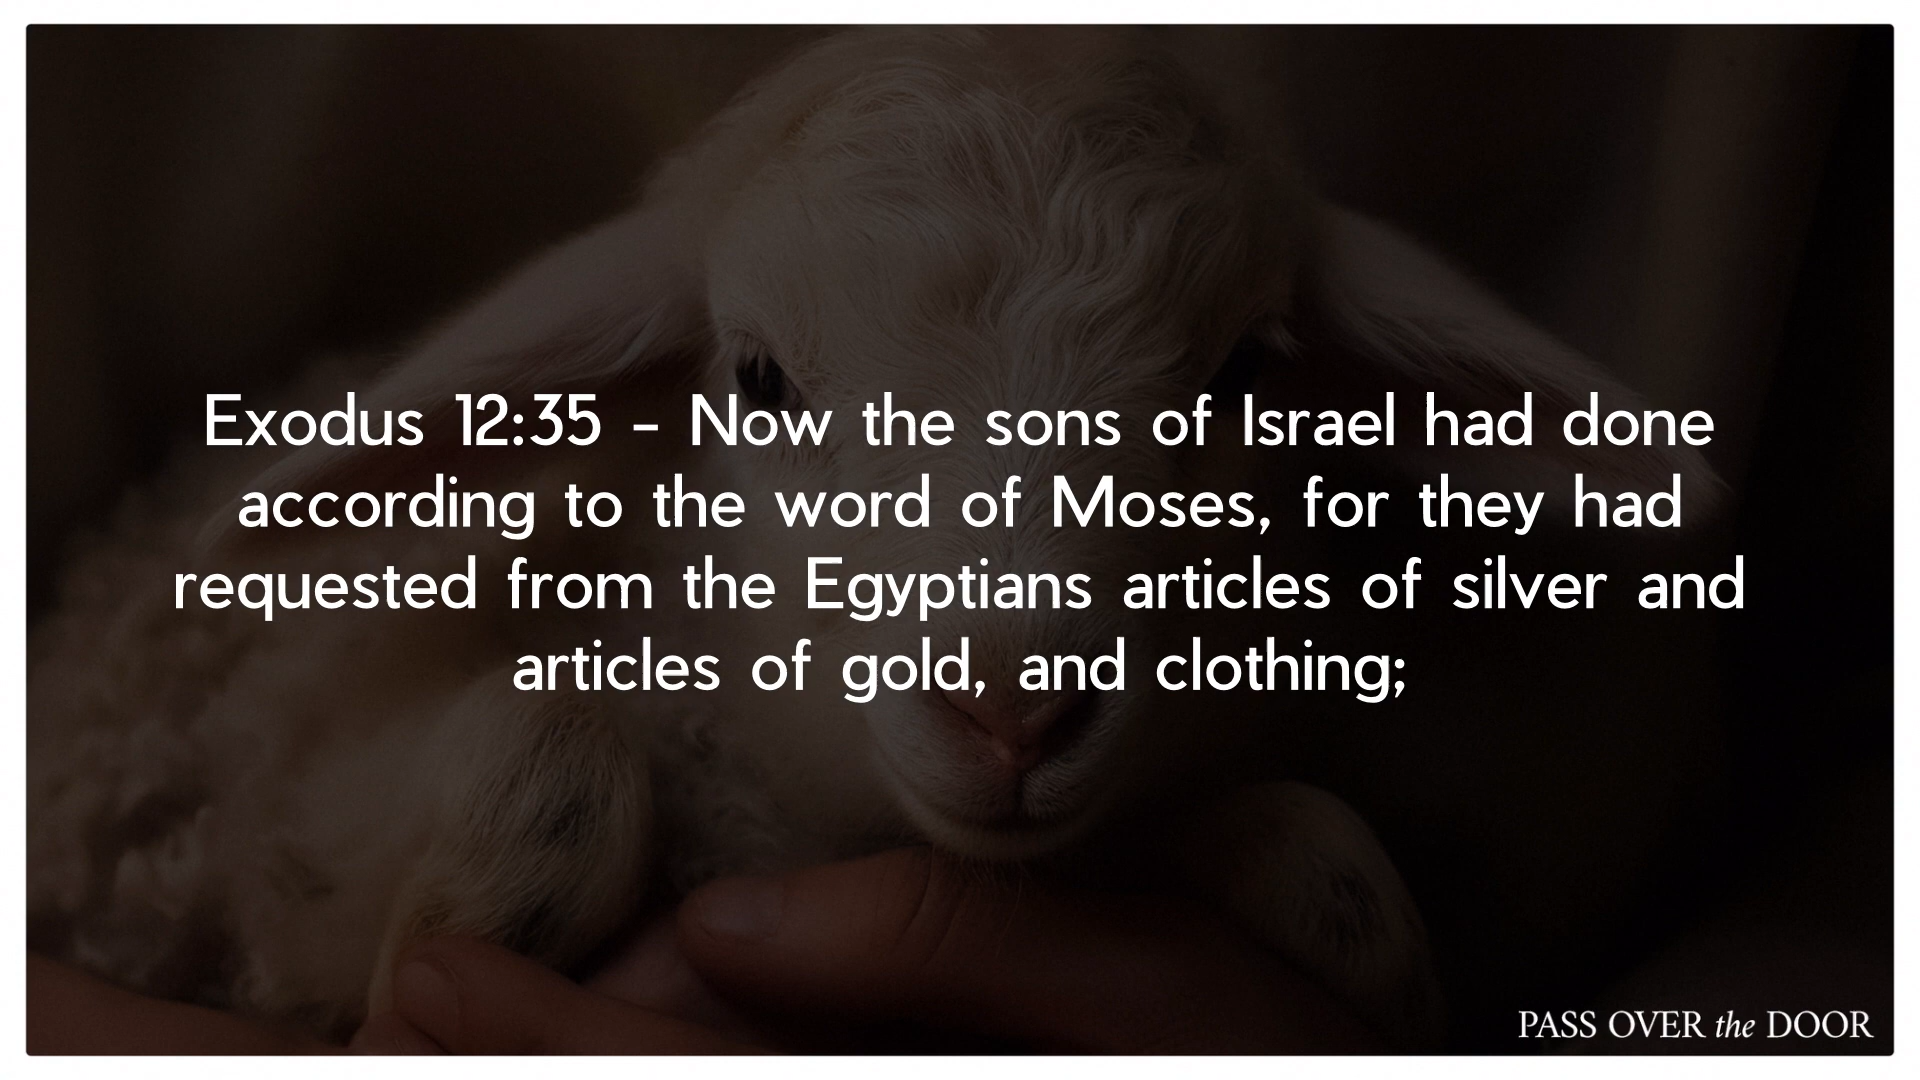 Exodus 12:35 - Now the sons of Israel had done
according to the word of Moses, for they had
requested from the Egyptians articles of silver and
articles of gold, and clothing;
PASS OVER the DOOR